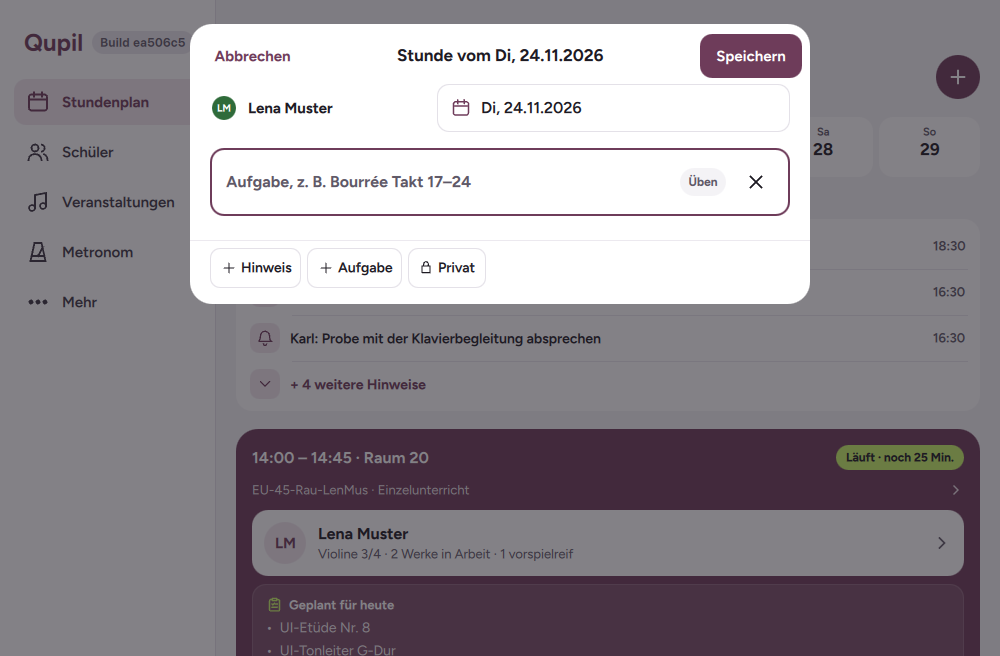 Qupil Build ea506c5
Stundenplan
Schüler
Veranstaltungen
Metronom
Mehr
Abbrechen
Stunde vom Di, 24.11.2026
Speichern
LM Lena Muster
Di, 24.11.2026
Aufgabe, z. B. Bourrée Takt 17–24
Üben
+ Hinweis
+ Aufgabe
Privat
Sa
28
So
29
18:30
16:30
Karl: Probe mit der Klavierbegleitung absprechen
16:30
+ 4 weitere Hinweise
14:00 – 14:45 · Raum 20
Läuft · noch 25 Min.
EU-45-Rau-LenMus · Einzelunterricht
LM
Lena Muster
Violine 3/4 · 2 Werke in Arbeit · 1 vorspielreif
Geplant für heute
• UI-Etüde Nr. 8
• UI-Tonleiter G-Dur